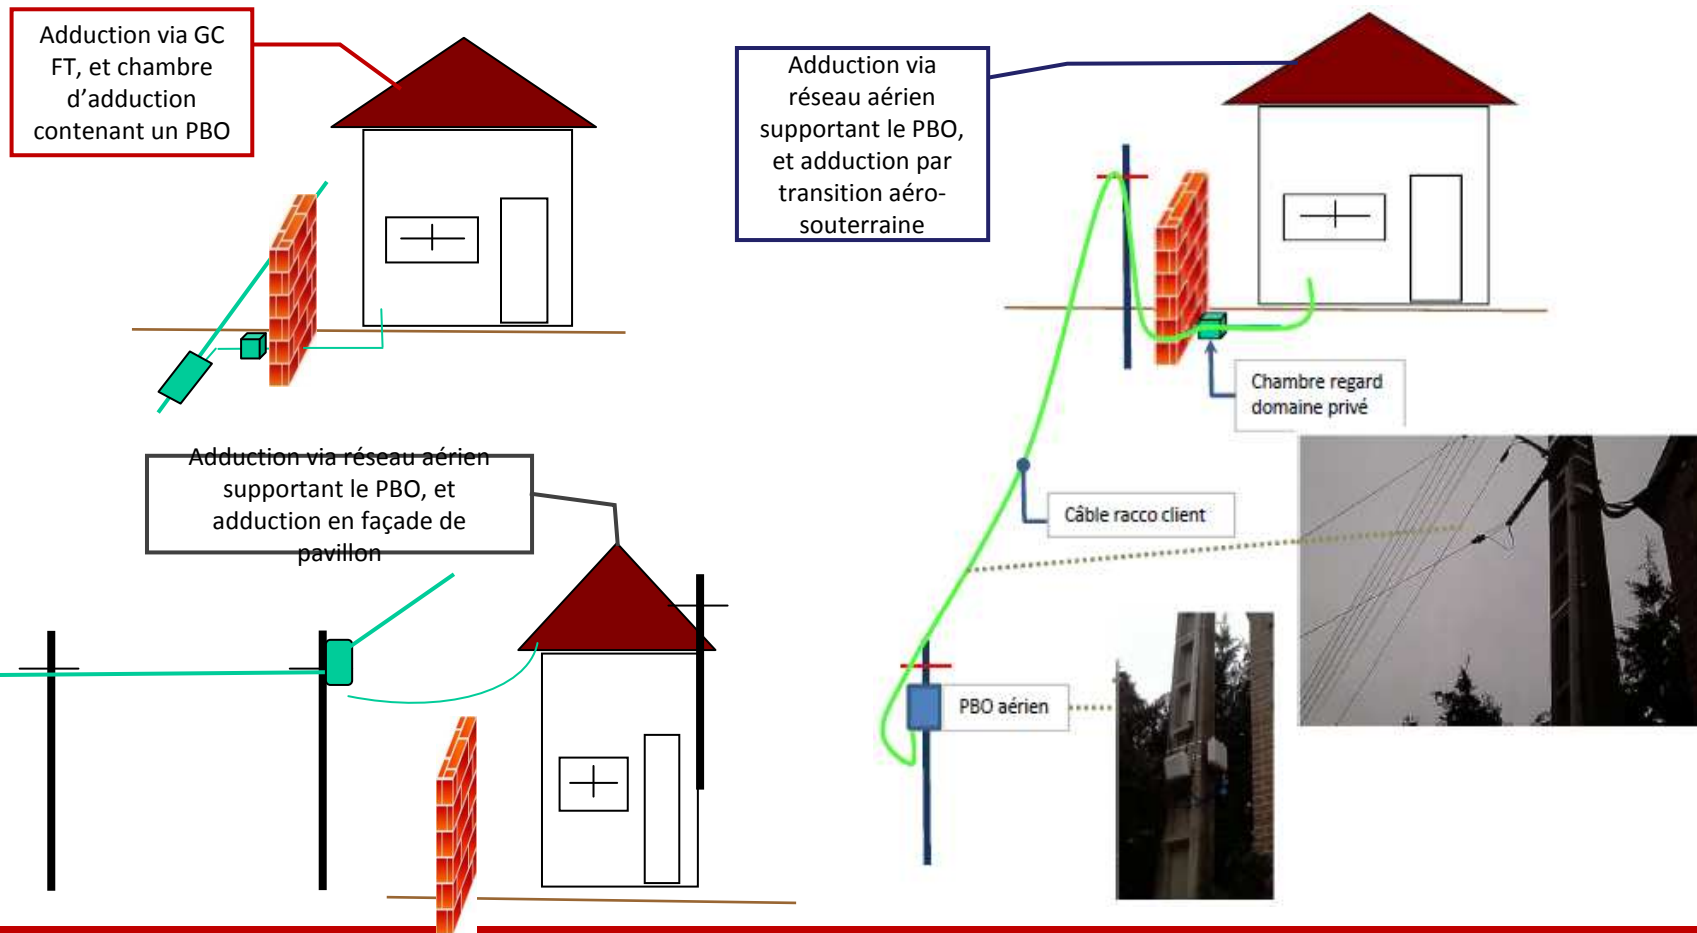 Adduction via GC
FT, et chambre
d’adduction
contenant un PBO
Adduction via
réseau aérien
supportant le PBO,
et adduction par
transition aéro-
souterraine
Chambre regard
domaine privé
Adduction via réseau aérien
supportant le PBO, et
adduction en façade de
pavillon
Câble racco client
PBO aérien